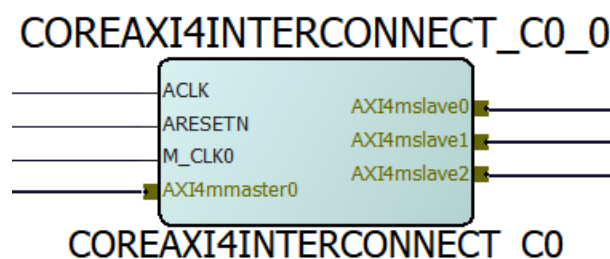 COREAXI4INTERCONNECT_C0_0
ACLK
ARESETN
M_CLK0
AXI4mmaster0
AXI4mslave0
AXI4mslave1
AXI4mslave2
COREAXI4INTERCONNECT_C0